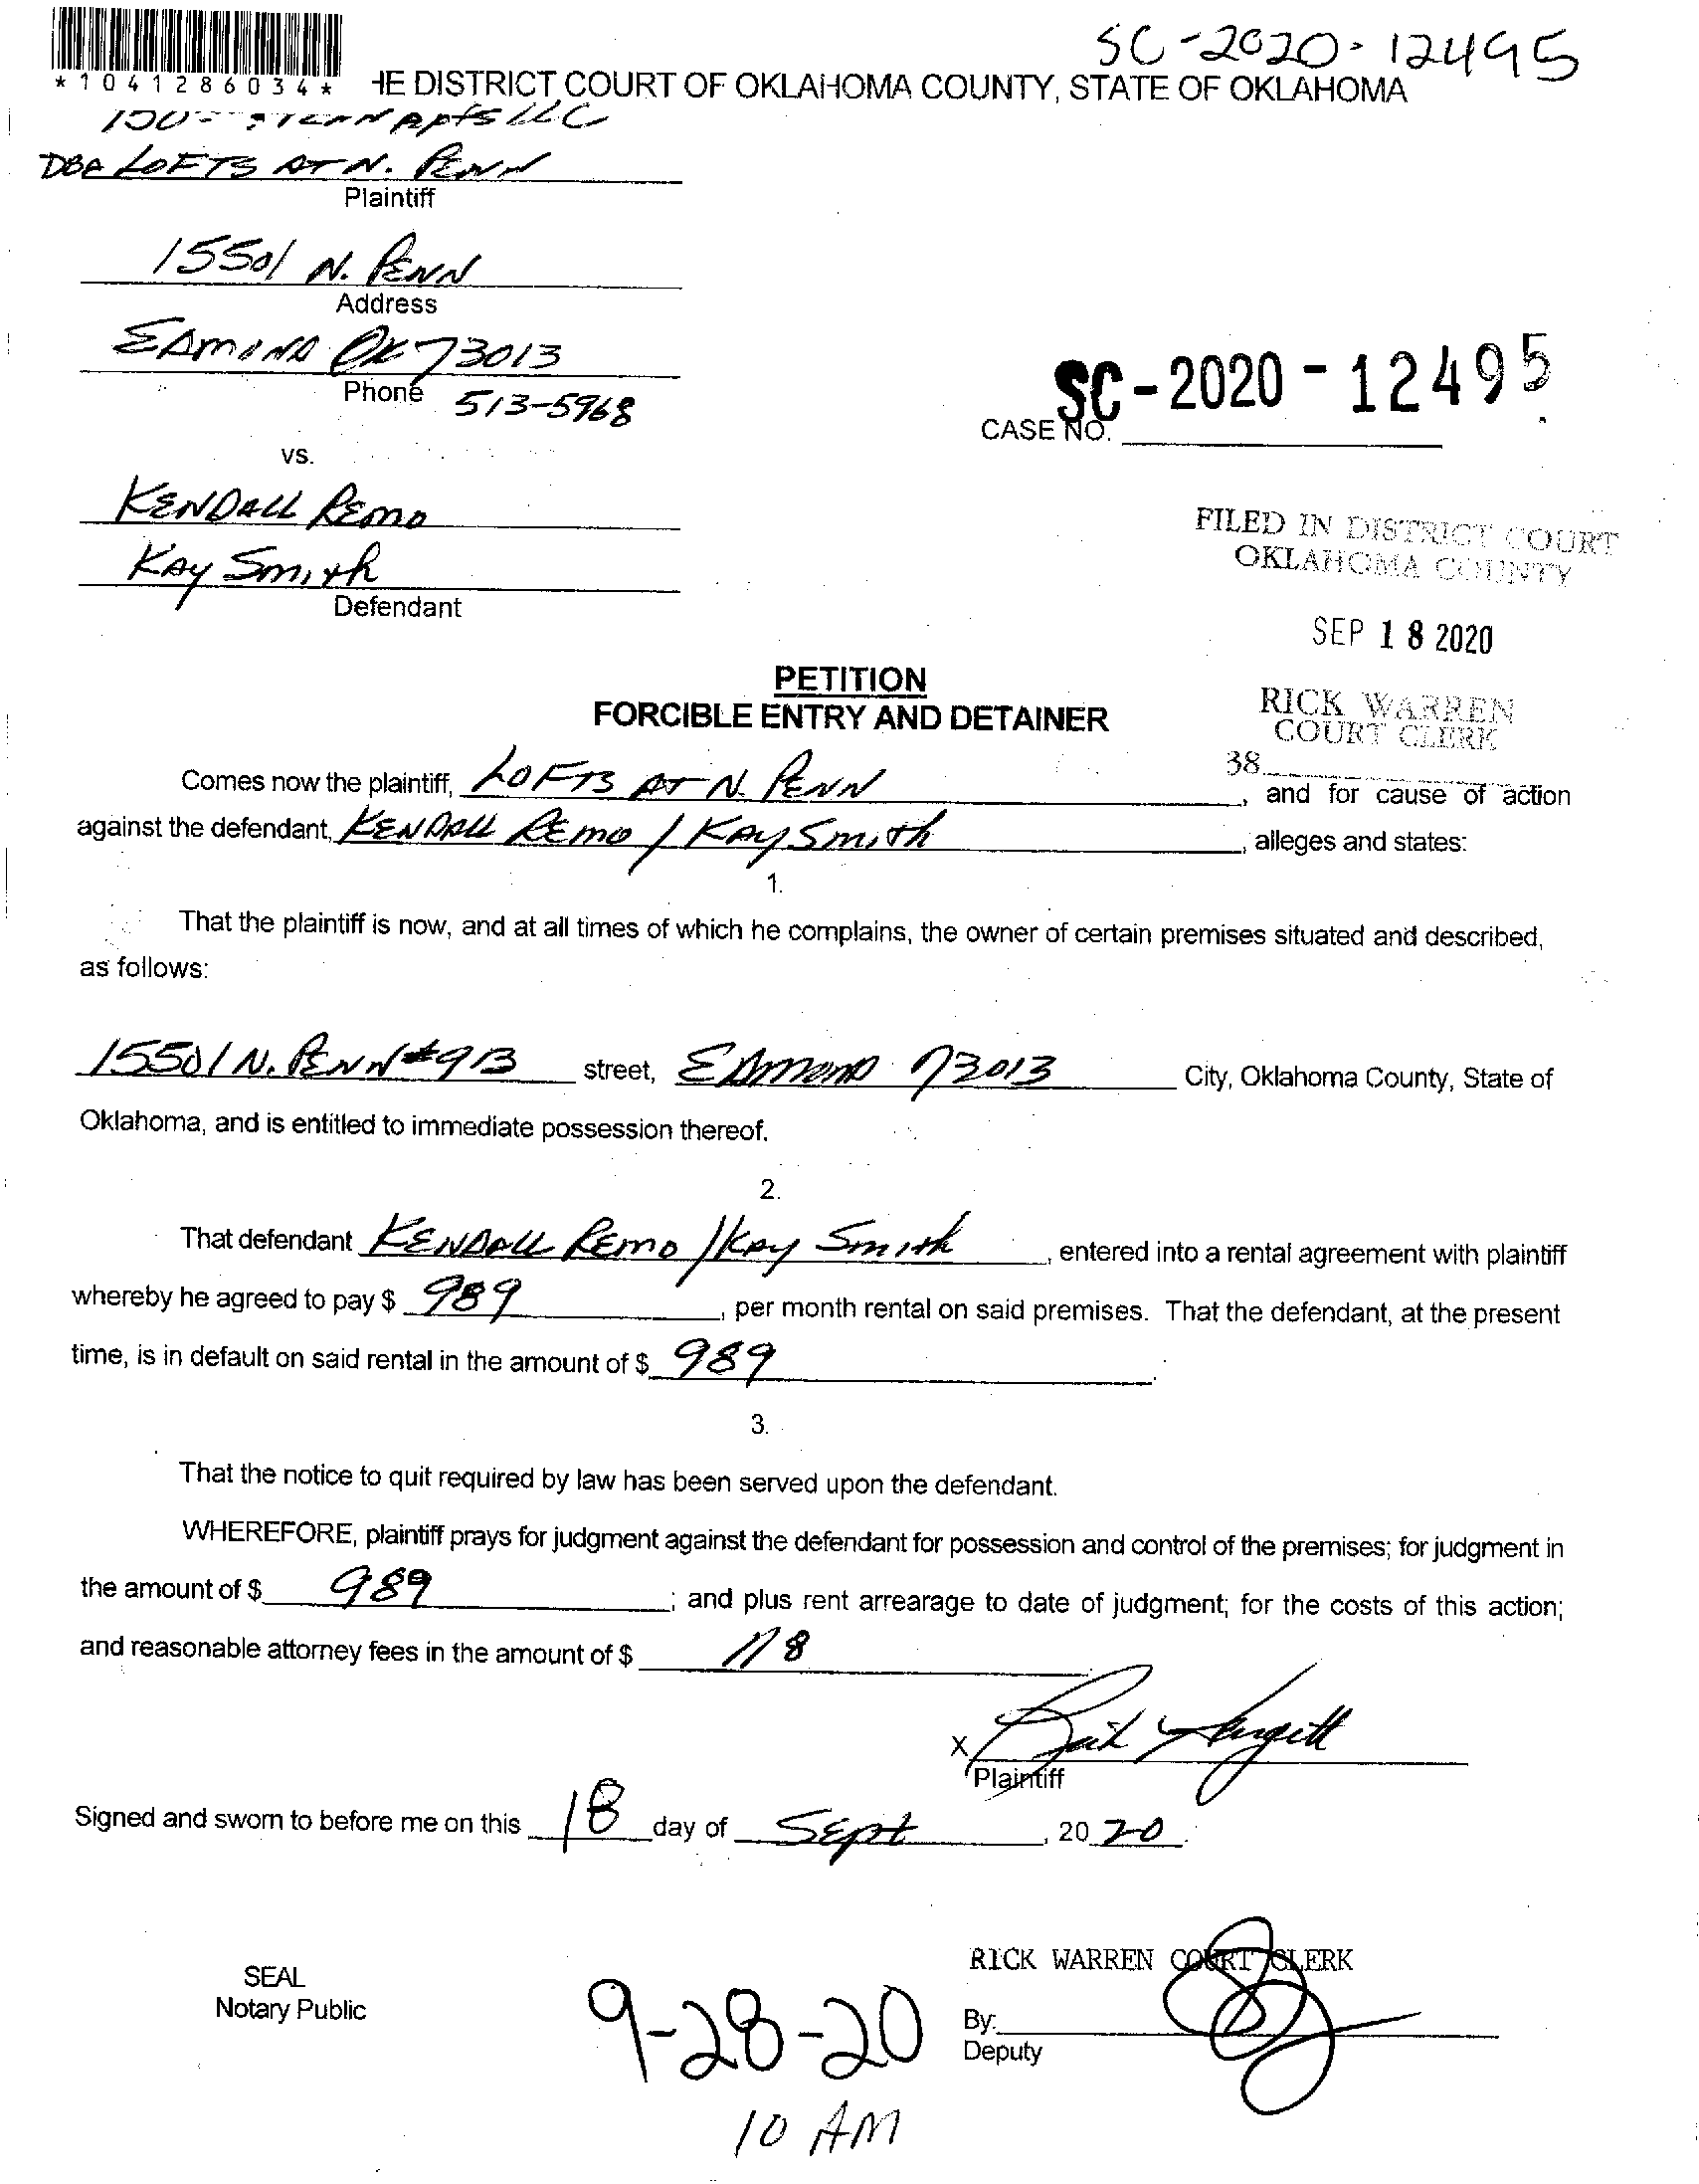 SC-2020-12495
*1041286034*
HE DISTRICT COURT OF OKLAHOMA COUNTY, STATE OF OKLAHOMA
Apts LLC
DBA LOFTS AT N. PENN
Plaintiff
15501 N. PENN
Address
EDMOND OK 73013
Phone 513-5968
SC-2020-12495
CASE NO.
vs.
KENDALL REMO
KAY SMITH
Defendant
FILED IN DISTRICT COURT
OKLAHOMA COUNTY
SEP 18 2020
RICK WARREN
COURT CLERK
38
PETITION
FORCIBLE ENTRY AND DETAINER
Comes now the plaintiff, LOFTS AT N. PENN, and for cause of action
against the defendant, KENDALL REMO / KAY SMITH, alleges and states:
1.
That the plaintiff is now, and at all times of which he complains, the owner of certain premises situated and described,
as follows:
15501 N. PENN #913 street, EDMOND 73013 City, Oklahoma County, State of
Oklahoma, and is entitled to immediate possession thereof.
2.
That defendant KENDALL REMO / KAY SMITH, entered into a rental agreement with plaintiff
whereby he agreed to pay $ 989, per month rental on said premises. That the defendant, at the present
time, is in default on said rental in the amount of $ 989.
3.
That the notice to quit required by law has been served upon the defendant.
WHEREFORE, plaintiff prays for judgment against the defendant for possession and control of the premises; for judgment in
the amount of $ 989; and plus rent arrearage to date of judgment; for the costs of this action;
and reasonable attorney fees in the amount of $ 118
X
Plaintiff
Signed and sworn to before me on this 18 day of SEPT, 20 20.
SEAL
Notary Public
RICK WARREN COURT CLERK
By:
Deputy
9-28-20
10 AM